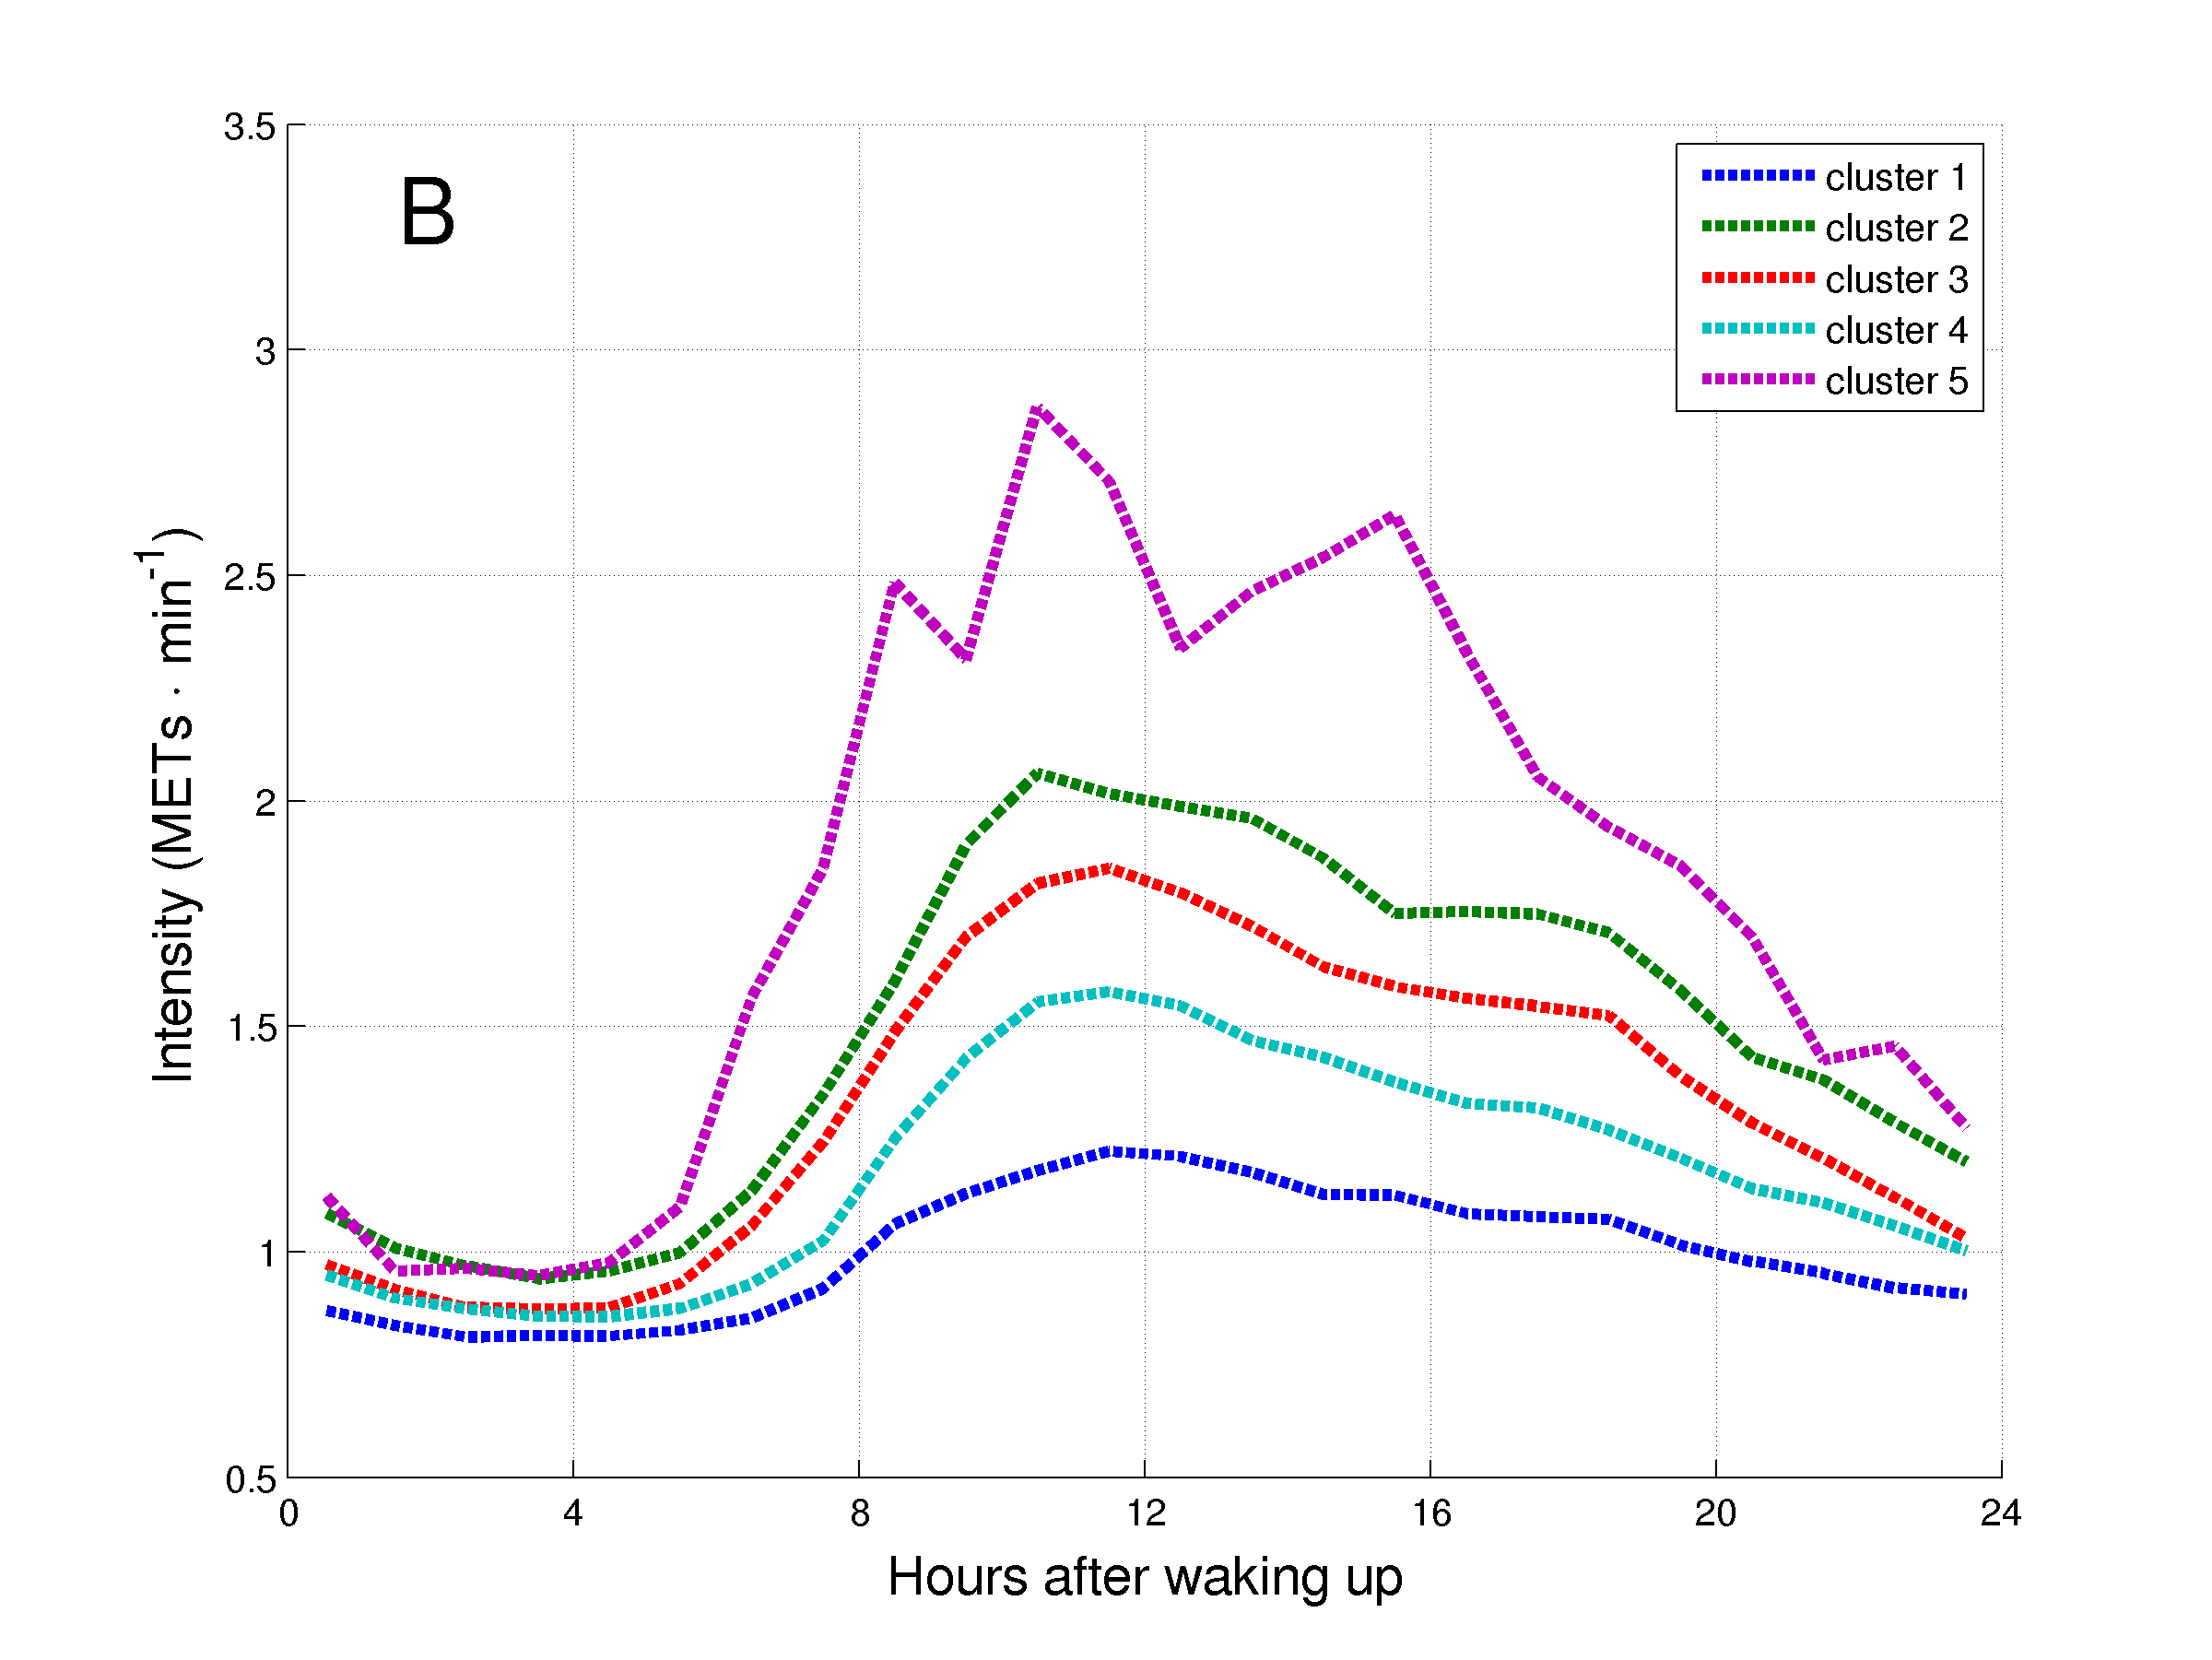 B
cluster 1
cluster 2
cluster 3
cluster 4
cluster 5
3.5
3
2.5
2
1.5
1
0.5
Intensity (METs · min⁻¹)
0 4 8 12 16 20 24
Hours after waking up